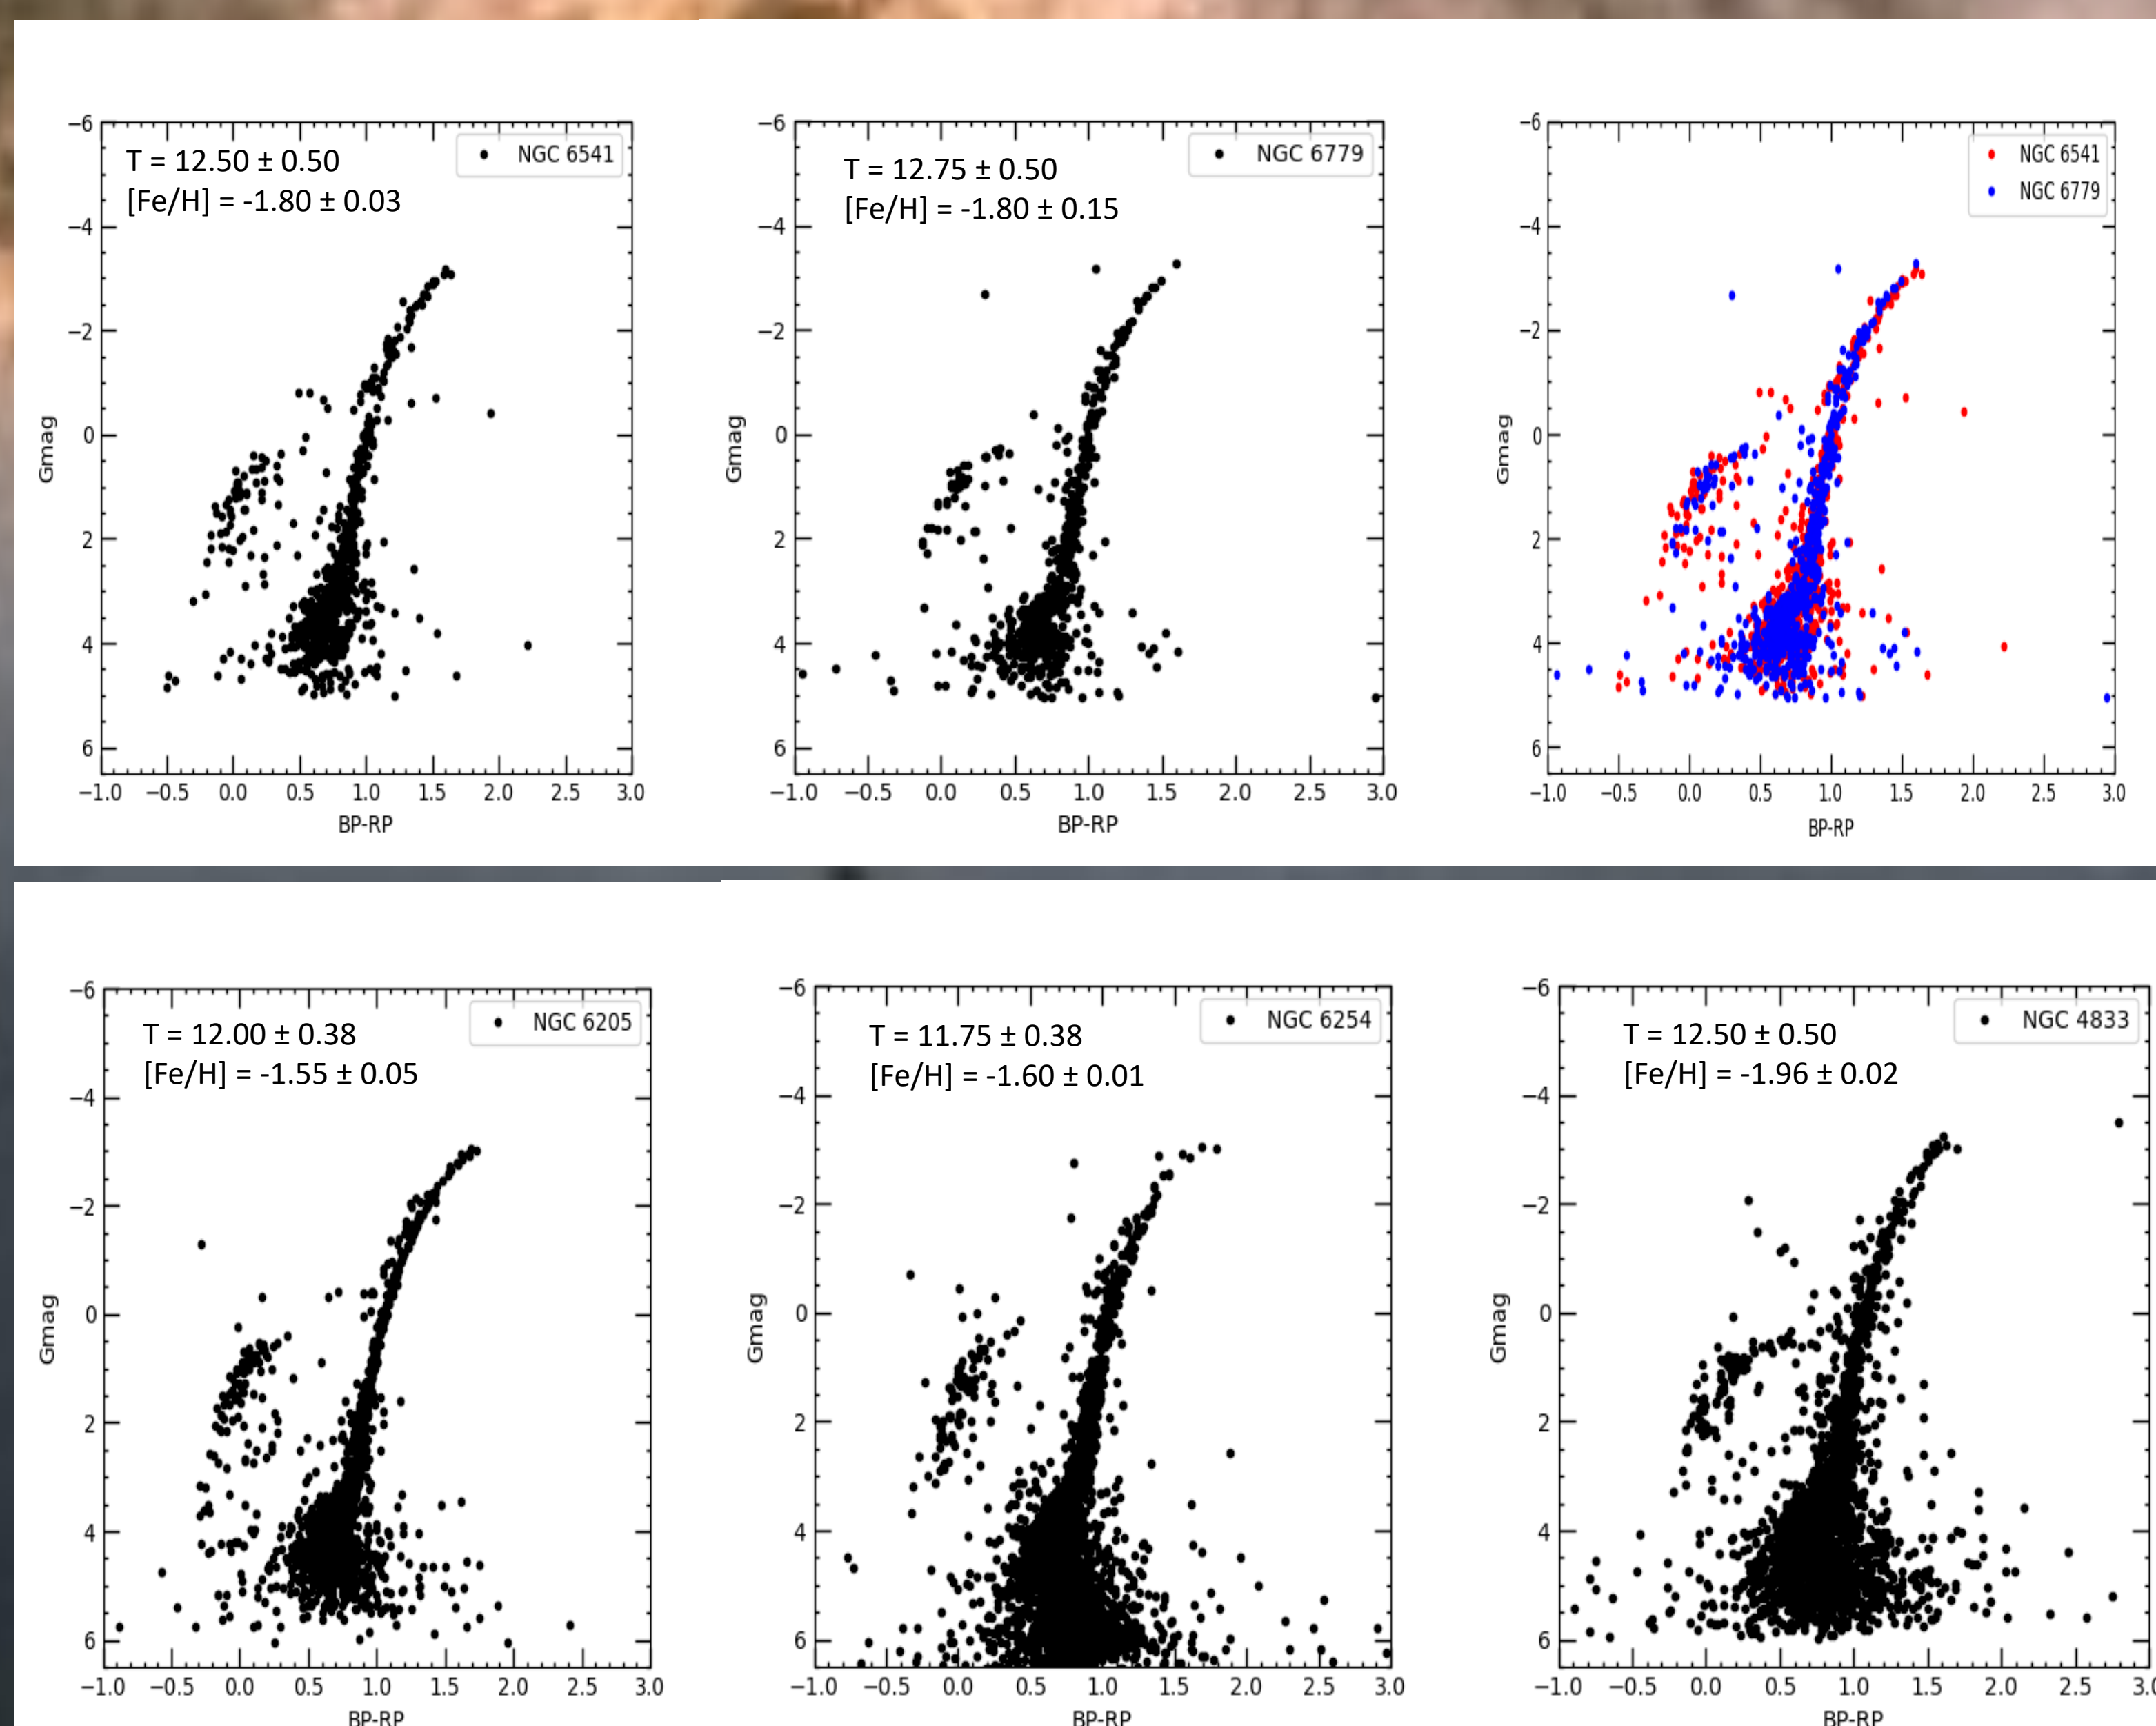 T = 12.50 ± 0.50
[Fe/H] = -1.80 ± 0.03
NGC 6541
−6
−4
−2
0
2
4
6
Gmag
−1.0 −0.5 0.0 0.5 1.0 1.5 2.0 2.5 3.0
BP-RP
T = 12.75 ± 0.50
[Fe/H] = -1.80 ± 0.15
NGC 6779
−6
−4
−2
0
2
4
6
Gmag
−1.0 −0.5 0.0 0.5 1.0 1.5 2.0 2.5 3.0
BP-RP
NGC 6541
NGC 6779
−6
−4
−2
0
2
4
6
Gmag
−1.0 −0.5 0.0 0.5 1.0 1.5 2.0 2.5 3.0
BP-RP
T = 12.00 ± 0.38
[Fe/H] = -1.55 ± 0.05
NGC 6205
−6
−4
−2
0
2
4
6
Gmag
−1.0 −0.5 0.0 0.5 1.0 1.5 2.0 2.5 3.0
BP-RP
T = 11.75 ± 0.38
[Fe/H] = -1.60 ± 0.01
NGC 6254
−6
−4
−2
0
2
4
6
Gmag
−1.0 −0.5 0.0 0.5 1.0 1.5 2.0 2.5 3.0
BP-RP
T = 12.50 ± 0.50
[Fe/H] = -1.96 ± 0.02
NGC 4833
−6
−4
−2
0
2
4
6
Gmag
−1.0 −0.5 0.0 0.5 1.0 1.5 2.0 2.5 3.0
BP-RP